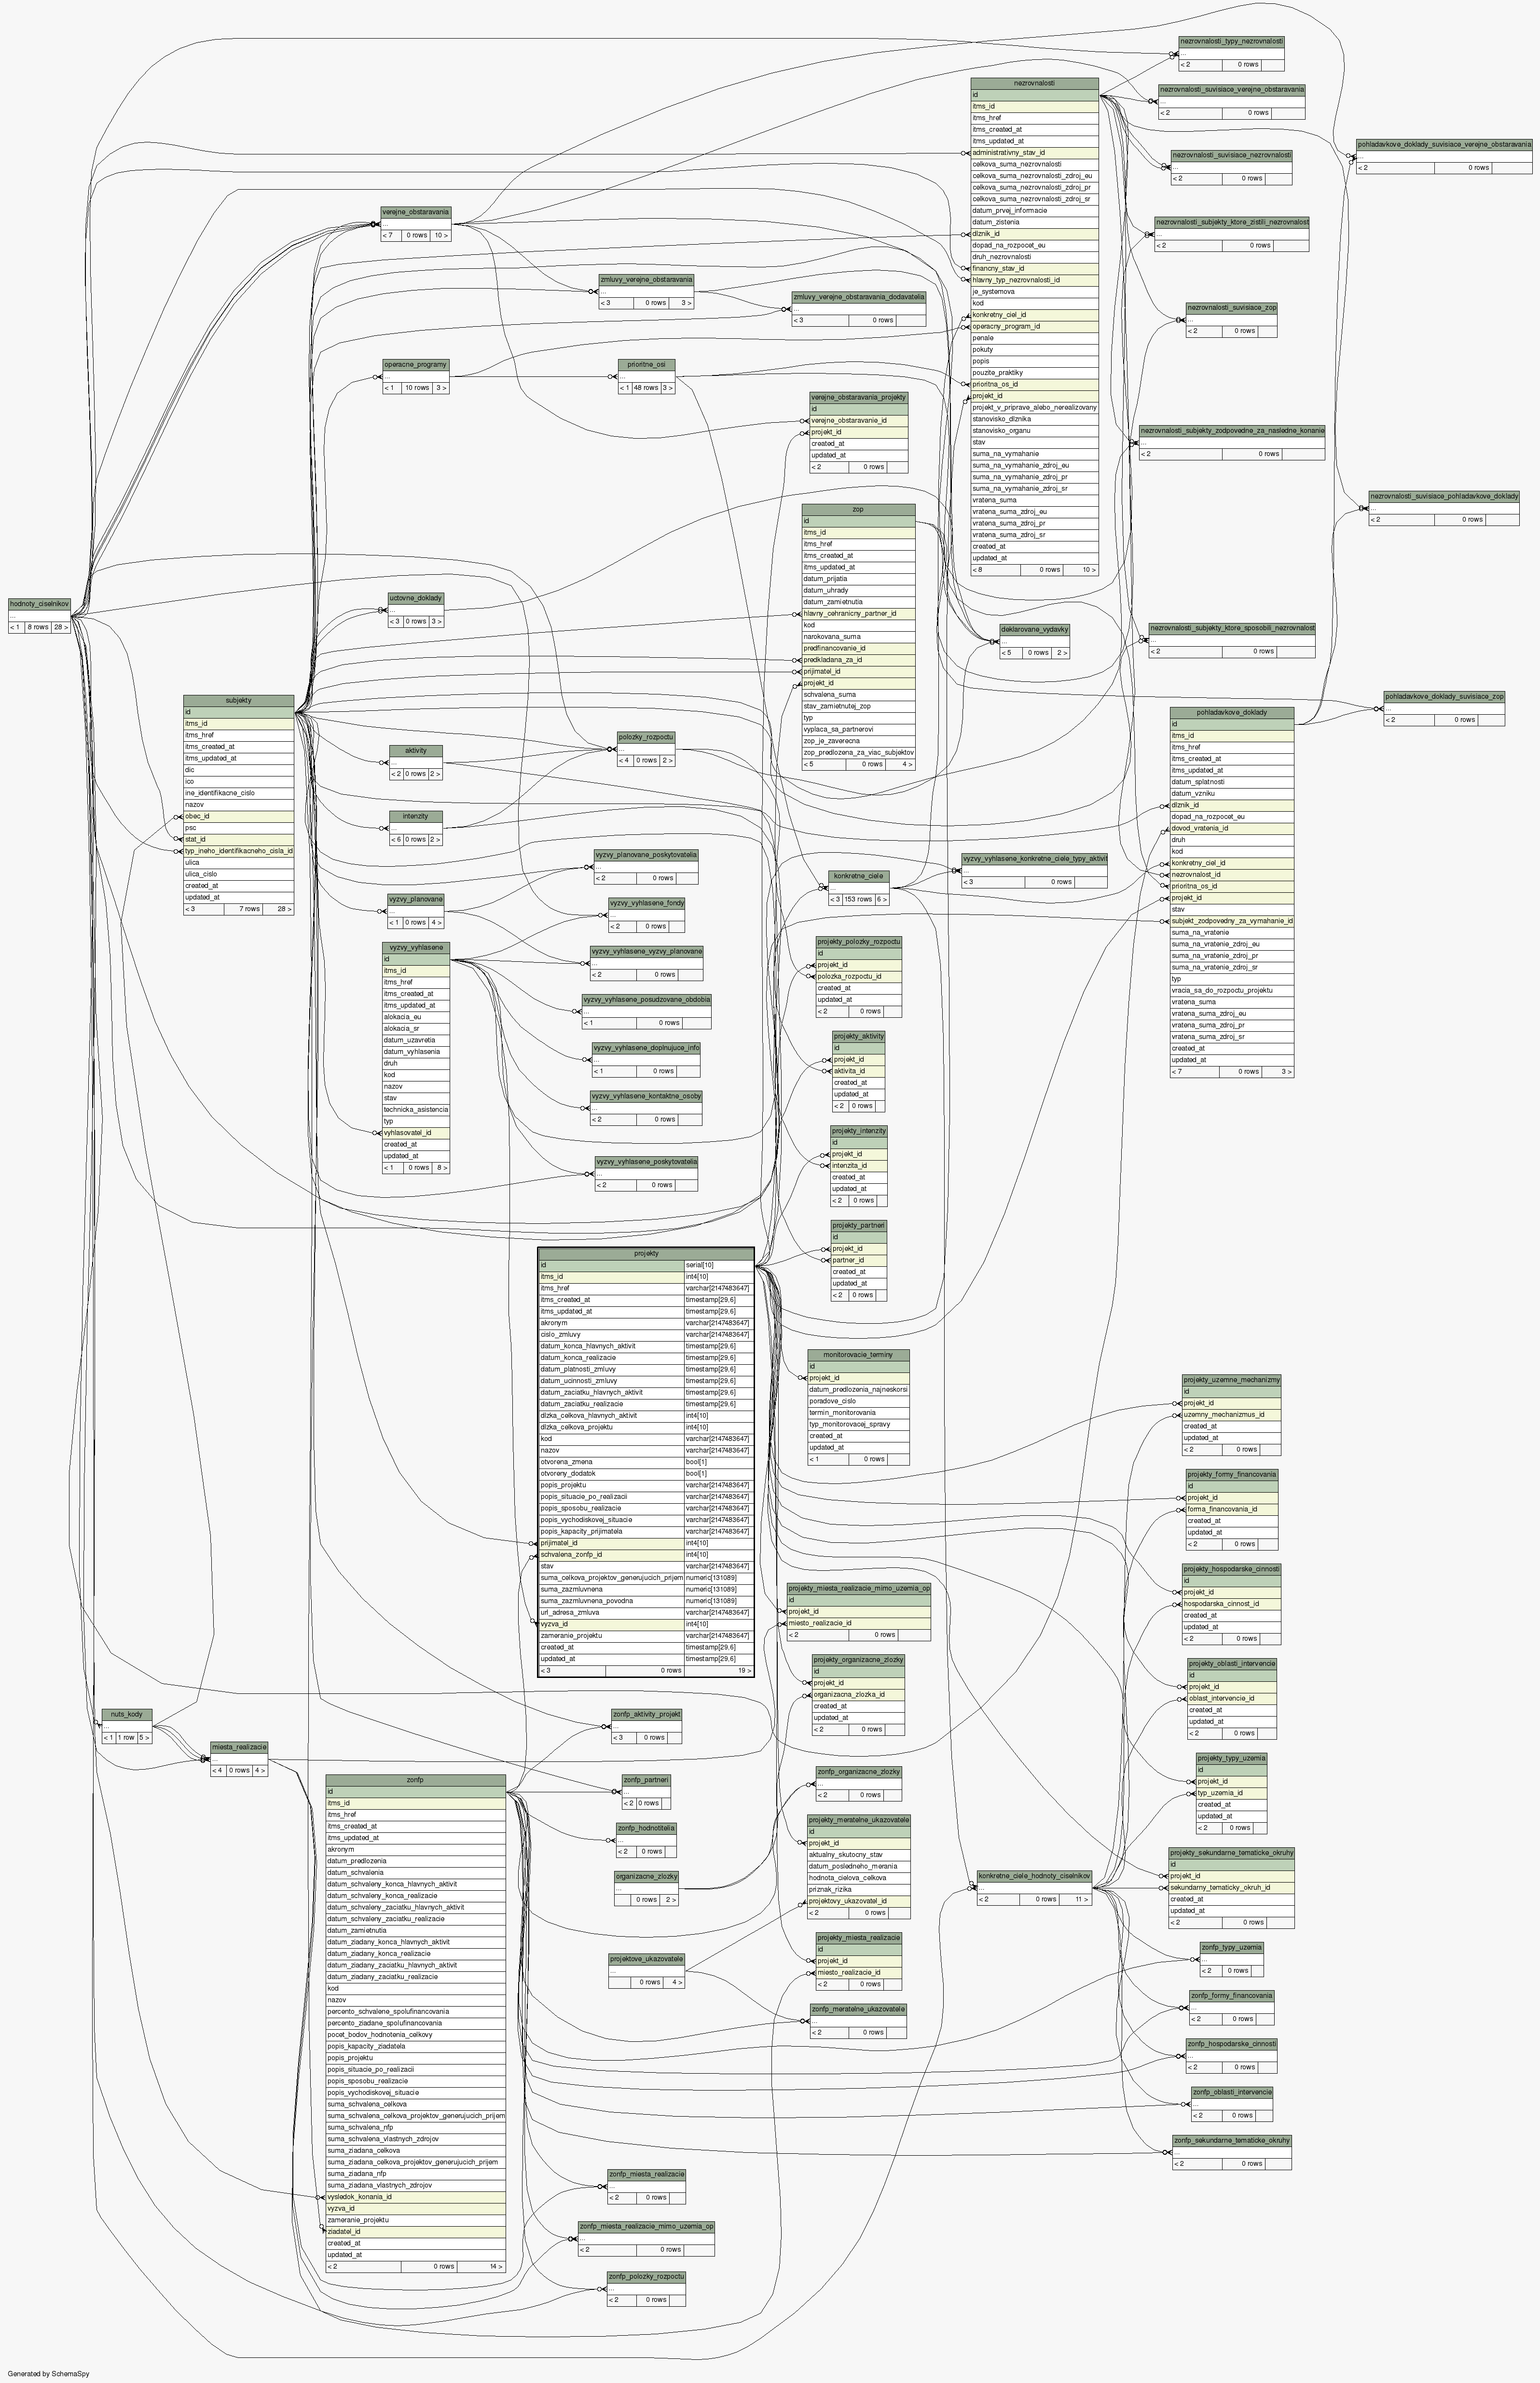 nezrovnalosti_typy_nezrovnalosti
...
< 2 0 rows
nezrovnalosti
id
itms_id
itms_href
itms_created_at
itms_updated_at
administrativny_stav_id
celkova_suma_nezrovnalosti
celkova_suma_nezrovnalosti_zdroj_eu
celkova_suma_nezrovnalosti_zdroj_pr
celkova_suma_nezrovnalosti_zdroj_sr
datum_prvej_informacie
datum_zistenia
dlznik_id
dopad_na_rozpocet_eu
druh_nezrovnalosti
financny_stav_id
hlavny_typ_nezrovnalosti_id
je_systemova
kod
konkretny_ciel_id
operacny_program_id
penale
pokuty
popis
pouzite_praktiky
prioritna_os_id
projekt_id
projekt_v_priprave_alebo_nerealizovany
stanovisko_dlznika
stanovisko_organu
stav
suma_na_vymahanie
suma_na_vymahanie_zdroj_eu
suma_na_vymahanie_zdroj_pr
suma_na_vymahanie_zdroj_sr
vratena_suma
vratena_suma_zdroj_eu
vratena_suma_zdroj_pr
vratena_suma_zdroj_sr
created_at
updated_at
< 8 0 rows 10 >
nezrovnalosti_suvisiace_verejne_obstaravania
...
< 2 0 rows
pohladavkove_doklady_suvisiace_verejne_obstaravania
...
< 2 0 rows
nezrovnalosti_suvisiace_nezrovnalosti
...
< 2 0 rows
nezrovnalosti_subjekty_ktore_zistili_nezrovnalost
...
< 2 0 rows
nezrovnalosti_suvisiace_zop
...
< 2 0 rows
nezrovnalosti_subjekty_zodpovedne_za_nasledne_konanie
...
< 2 0 rows
nezrovnalosti_suvisiace_pohladavkove_doklady
...
< 2 0 rows
nezrovnalosti_subjekty_ktore_sposobili_nezrovnalost
...
< 2 0 rows
pohladavkove_doklady_suvisiace_zop
...
< 2 0 rows
verejne_obstaravania
...
< 7 0 rows 10 >
zmluvy_verejne_obstaravania
...
< 3 0 rows 3 >
zmluvy_verejne_obstaravania_dodavatelia
...
< 3 0 rows
operacne_programy
...
< 1 10 rows 3 >
prioritne_osi
...
< 1 48 rows 3 >
verejne_obstaravania_projekty
id
verejne_obstaravanie_id
projekt_id
created_at
updated_at
< 2 0 rows
zop
id
itms_id
itms_href
itms_created_at
itms_updated_at
datum_prijatia
datum_uhrady
datum_zamietnutia
hlavny_cehranicny_partner_id
kod
narokovana_suma
predfinancovanie_id
predkladana_za_id
prijimatel_id
projekt_id
schvalena_suma
stav_zamietnutej_zop
typ
vyplaca_sa_partnerovi
zop_je_zaverecna
zop_predlozena_za_viac_subjektov
< 5 0 rows 4 >
deklarovane_vydavky
...
< 5 0 rows 2 >
hodnoty_ciselnikov
...
< 1 8 rows 28 >
uctovne_doklady
...
< 3 0 rows 3 >
subjekty
id
itms_id
itms_href
itms_created_at
itms_updated_at
dic
ico
ine_identifikacne_cislo
nazov
obec_id
psc
stat_id
typ_ineho_identifikacneho_cisla_id
ulica
ulica_cislo
created_at
updated_at
< 3 7 rows 28 >
aktivity
...
< 2 0 rows 2 >
polozky_rozpoctu
...
< 4 0 rows 2 >
intenzity
...
< 6 0 rows 2 >
pohladavkove_doklady
id
itms_id
itms_href
itms_created_at
itms_updated_at
datum_splatnosti
datum_vzniku
dlznik_id
dopad_na_rozpocet_eu
dovod_vratenia_id
druh
kod
konkretny_ciel_id
nezrovnalost_id
prioritna_os_id
projekt_id
stav
subjekt_zodpovedny_za_vymahanie_id
suma_na_vratenie
suma_na_vratenie_zdroj_eu
suma_na_vratenie_zdroj_pr
suma_na_vratenie_zdroj_sr
typ
vracia_sa_do_rozpoctu_projektu
vratena_suma
vratena_suma_zdroj_eu
vratena_suma_zdroj_pr
vratena_suma_zdroj_sr
created_at
updated_at
< 7 0 rows 3 >
vyzvy_planovane_poskytovatelia
...
< 2 0 rows
vyzvy_planovane
...
< 1 0 rows 4 >
vyzvy_vyhlasene_fondy
...
< 2 0 rows
konkretne_ciele
...
< 3 153 rows 6 >
vyzvy_vyhlasene_konkretne_ciele_typy_aktivit
...
< 3 0 rows
vyzvy_vyhlasene
id
itms_id
itms_href
itms_created_at
itms_updated_at
alokacia_eu
alokacia_sr
datum_uzavretia
datum_vyhlasenia
druh
kod
nazov
stav
technicka_asistencia
typ
vyhlasovatel_id
created_at
updated_at
< 1 0 rows 8 >
vyzvy_vyhlasene_vyzvy_planovane
...
< 2 0 rows
vyzvy_vyhlasene_posudzovane_obdobia
...
< 1 0 rows
vyzvy_vyhlasene_doplnujuce_info
...
< 1 0 rows
vyzvy_vyhlasene_kontaktne_osoby
...
< 2 0 rows
vyzvy_vyhlasene_poskytovatelia
...
< 2 0 rows
projekty_polozky_rozpoctu
id
projekt_id
polozka_rozpoctu_id
created_at
updated_at
< 2 0 rows
projekty_aktivity
id
projekt_id
aktivita_id
created_at
updated_at
< 2 0 rows
projekty_intenzity
id
projekt_id
intenzita_id
created_at
updated_at
< 2 0 rows
projekty_partneri
id
projekt_id
partner_id
created_at
updated_at
< 2 0 rows
projekty
id serial[10]
itms_id int4[10]
itms_href varchar[2147483647]
itms_created_at timestamp[29,6]
itms_updated_at timestamp[29,6]
akronym varchar[2147483647]
cislo_zmluvy varchar[2147483647]
datum_konca_hlavnych_aktivit timestamp[29,6]
datum_konca_realizacie timestamp[29,6]
datum_platnosti_zmluvy timestamp[29,6]
datum_ucinnosti_zmluvy timestamp[29,6]
datum_zaciatku_hlavnych_aktivit timestamp[29,6]
datum_zaciatku_realizacie timestamp[29,6]
dlzka_celkova_hlavnych_aktivit int4[10]
dlzka_celkova_projektu int4[10]
kod varchar[2147483647]
nazov varchar[2147483647]
otvorena_zmena bool[1]
otvoreny_dodatok bool[1]
popis_projektu varchar[2147483647]
popis_situacie_po_realizacii varchar[2147483647]
popis_sposobu_realizacie varchar[2147483647]
popis_vychodiskovej_situacie varchar[2147483647]
popis_kapacity_prijimatela varchar[2147483647]
prijimatel_id int4[10]
schvalena_zonfp_id int4[10]
stav varchar[2147483647]
suma_celkova_projektov_generujucich_prijem numeric[131089]
suma_zazmluvnena numeric[131089]
suma_zazmluvnena_povodna numeric[131089]
url_adresa_zmluva varchar[2147483647]
vyzva_id int4[10]
zameranie_projektu varchar[2147483647]
created_at timestamp[29,6]
updated_at timestamp[29,6]
< 3 0 rows 19 >
monitorovacie_terminy
id
projekt_id
datum_predlozenia_najneskorsi
poradove_cislo
termin_monitorovania
typ_monitorovacej_spravy
created_at
updated_at
< 1 0 rows
projekty_uzemne_mechanizmy
id
projekt_id
uzemny_mechanizmus_id
created_at
updated_at
< 2 0 rows
projekty_formy_financovania
id
projekt_id
forma_financovania_id
created_at
updated_at
< 2 0 rows
projekty_hospodarske_cinnosti
id
projekt_id
hospodarska_cinnost_id
created_at
updated_at
< 2 0 rows
projekty_miesta_realizacie_mimo_uzemia_op
id
projekt_id
miesto_realizacie_id
< 2 0 rows
projekty_organizacne_zlozky
id
projekt_id
organizacna_zlozka_id
created_at
updated_at
< 2 0 rows
projekty_oblasti_intervencie
id
projekt_id
oblast_intervencie_id
created_at
updated_at
< 2 0 rows
projekty_typy_uzemia
id
projekt_id
typ_uzemia_id
created_at
updated_at
< 2 0 rows
projekty_sekundarne_tematicke_okruhy
id
projekt_id
sekundarny_tematicky_okruh_id
created_at
updated_at
< 2 0 rows
nuts_kody
...
< 1 1 row 5 >
miesta_realizacie
...
< 4 0 rows 4 >
zonfp_aktivity_projekt
...
< 3 0 rows
zonfp
id
itms_id
itms_href
itms_created_at
itms_updated_at
akronym
datum_predlozenia
datum_schvalenia
datum_schvaleny_konca_hlavnych_aktivit
datum_schvaleny_konca_realizacie
datum_schvaleny_zaciatku_hlavnych_aktivit
datum_schvaleny_zaciatku_realizacie
datum_zamietnutia
datum_ziadany_konca_hlavnych_aktivit
datum_ziadany_konca_realizacie
datum_ziadany_zaciatku_hlavnych_aktivit
datum_ziadany_zaciatku_realizacie
kod
nazov
percento_schvalene_spolufinancovania
percento_ziadane_spolufinancovania
pocet_bodov_hodnotenia_celkovy
popis_kapacity_ziadatela
popis_projektu
popis_situacie_po_realizacii
popis_sposobu_realizacie
popis_vychodiskovej_situacie
suma_schvalena_celkova
suma_schvalena_celkova_projektov_generujucich_prijem
suma_schvalena_nfp
suma_schvalena_vlastnych_zdrojov
suma_ziadana_celkova
suma_ziadana_celkova_projektov_generujucich_prijem
suma_ziadana_nfp
suma_ziadana_vlastnych_zdrojov
vysledok_konania_id
vyzva_id
zameranie_projektu
ziadatel_id
created_at
updated_at
< 2 0 rows 14 >
zonfp_partneri
...
< 2 0 rows
zonfp_hodnotitelia
...
< 2 0 rows
organizacne_zlozky
...
0 rows 2 >
zonfp_organizacne_zlozky
...
< 2 0 rows
projekty_meratelne_ukazovatele
id
projekt_id
aktualny_skutocny_stav
datum_posledneho_merania
hodnota_cielova_celkova
priznak_rizika
projektovy_ukazovatel_id
< 2 0 rows
konkretne_ciele_hodnoty_ciselnikov
...
< 2 0 rows 11 >
projektove_ukazovatele
...
0 rows 4 >
projekty_miesta_realizacie
id
projekt_id
miesto_realizacie_id
< 2 0 rows
zonfp_meratelne_ukazovatele
...
< 2 0 rows
zonfp_typy_uzemia
...
< 2 0 rows
zonfp_formy_financovania
...
< 2 0 rows
zonfp_hospodarske_cinnosti
...
< 2 0 rows
zonfp_oblasti_intervencie
...
< 2 0 rows
zonfp_sekundarne_tematicke_okruhy
...
< 2 0 rows
zonfp_miesta_realizacie
...
< 2 0 rows
zonfp_miesta_realizacie_mimo_uzemia_op
...
< 2 0 rows
zonfp_polozky_rozpoctu
...
< 2 0 rows
Generated by SchemaSpy